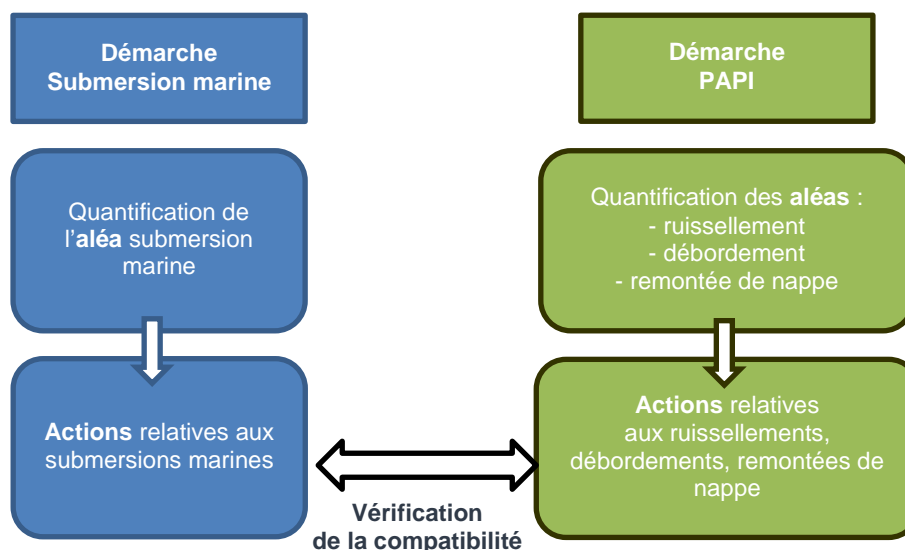 Démarche
Submersion marine
Démarche
PAPI
Quantification de
l'aléa submersion
marine
Quantification des aléas :
- ruissellement
- débordement
- remontée de nappe
Actions relatives aux
submersions marines
Actions relatives
aux ruissellements,
débordements, remontées de
nappe
Vérification
de la compatibilité